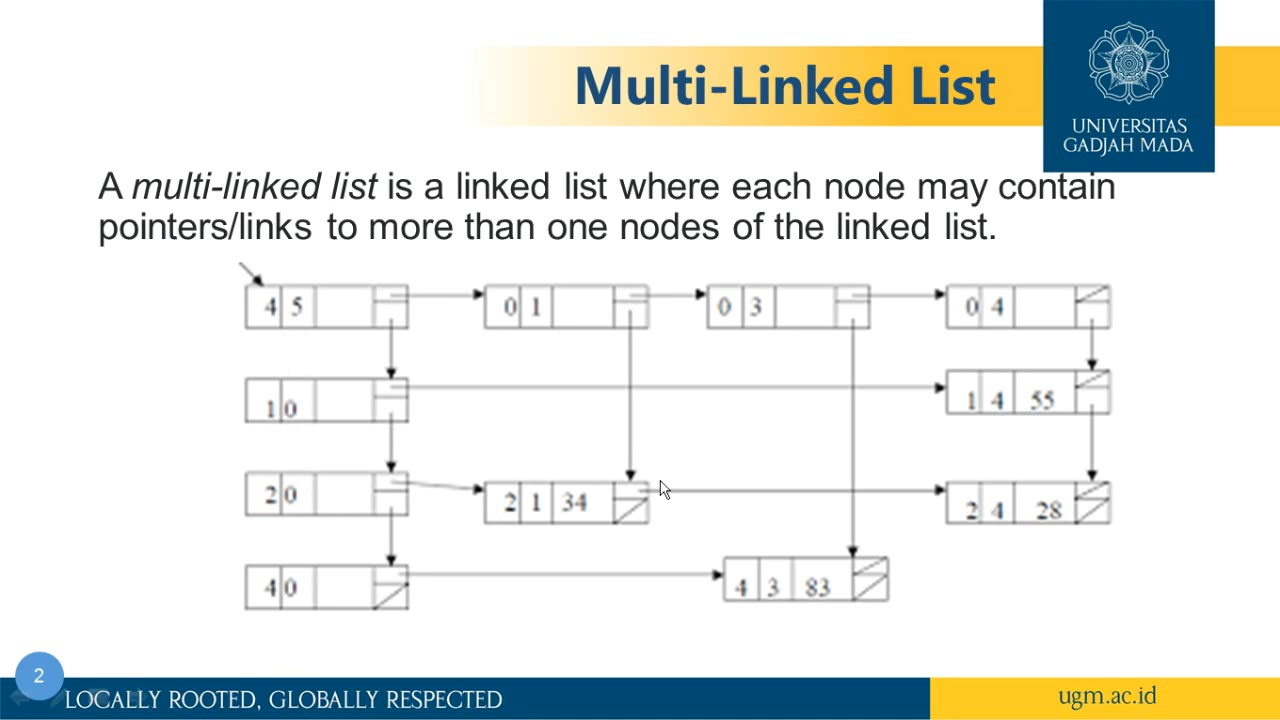 Multi-Linked List
UNIVERSITAS
GADJAH MADA
A multi-linked list is a linked list where each node may contain
pointers/links to more than one nodes of the linked list.
4 5
0 1
0 3
0 4
1 0
1 4 55
2 0
2 1 34
2 4 28
4 0
4 3 83
2
LOCALLY ROOTED, GLOBALLY RESPECTED
ugm.ac.id